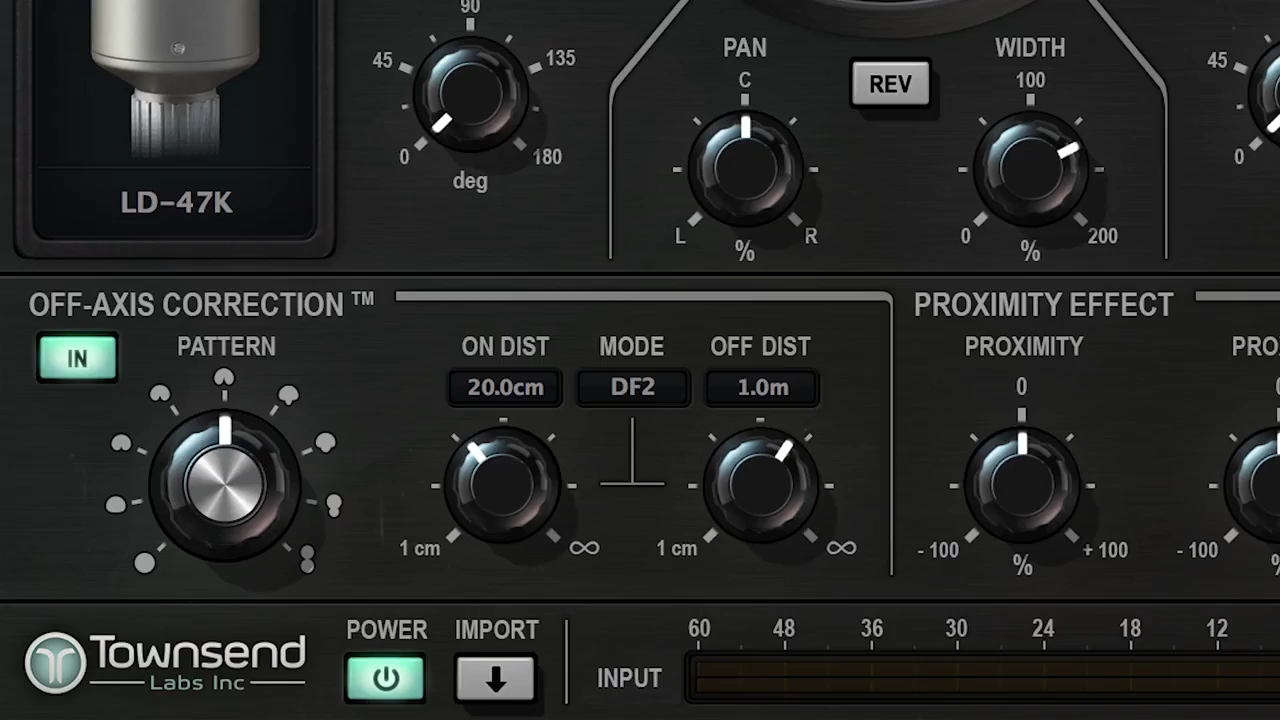 90
45
135
0
180
deg
LD-47K
PAN
C
L
R
%
REV
WIDTH
100
0
200
%
45
0
OFF-AXIS CORRECTION™
IN
PATTERN
ON DIST
MODE
OFF DIST
20.0cm
DF2
1.0m
1 cm
∞
1 cm
∞
PROXIMITY EFFECT
PROXIMITY
0
- 100
+ 100
%
PRO
- 100
Townsend
Labs Inc
POWER
IMPORT
INPUT
60 48 36 30 24 18 12